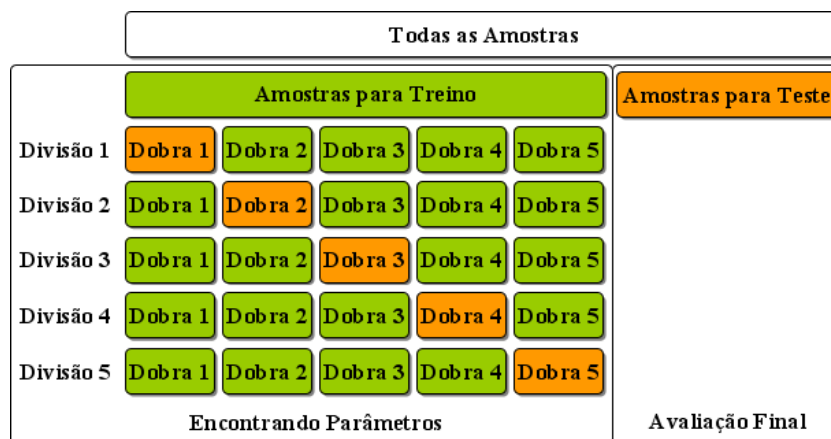 Todas as Amostras
Amostras para Treino Amostras para Teste
Divisão 1 Dobra 1 Dobra 2 Dobra 3 Dobra 4 Dobra 5
Divisão 2 Dobra 1 Dobra 2 Dobra 3 Dobra 4 Dobra 5
Divisão 3 Dobra 1 Dobra 2 Dobra 3 Dobra 4 Dobra 5
Divisão 4 Dobra 1 Dobra 2 Dobra 3 Dobra 4 Dobra 5
Divisão 5 Dobra 1 Dobra 2 Dobra 3 Dobra 4 Dobra 5
Encontrando Parâmetros Avaliação Final